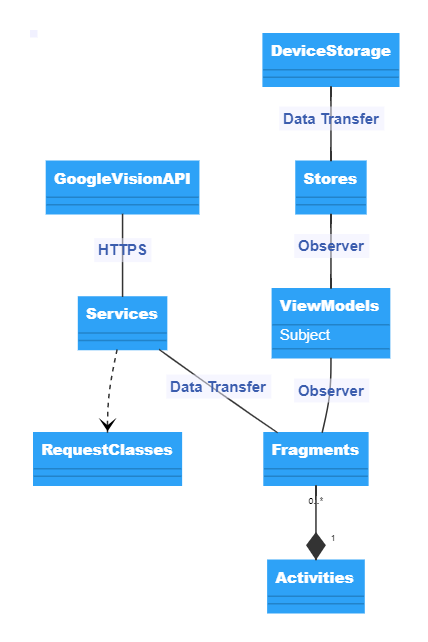 DeviceStorage
Data Transfer
GoogleVisionAPI
Stores
HTTPS
Observer
Services
ViewModels
Subject
Data Transfer
Observer
RequestClasses
Fragments
0..*
1
Activities